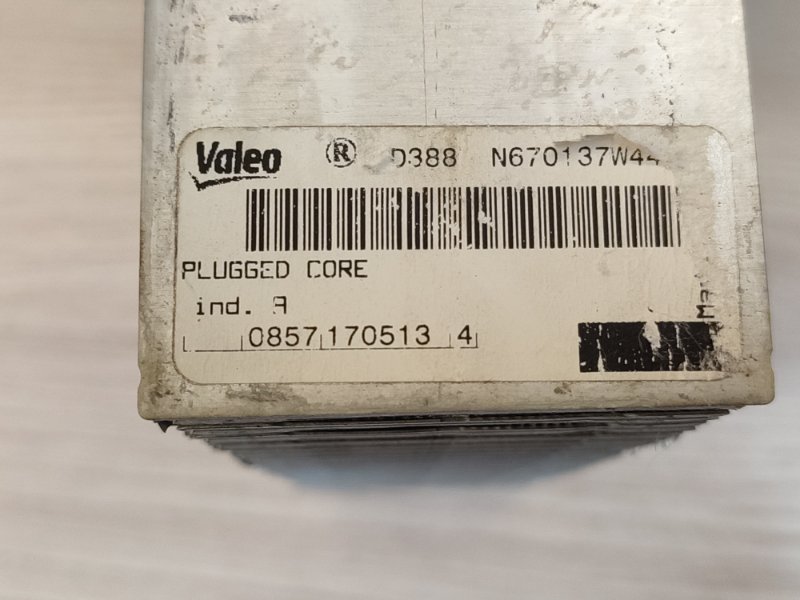 Valeo ® D388 N670137W44
PLUGGED CORE
ind. A
0857 170513 4